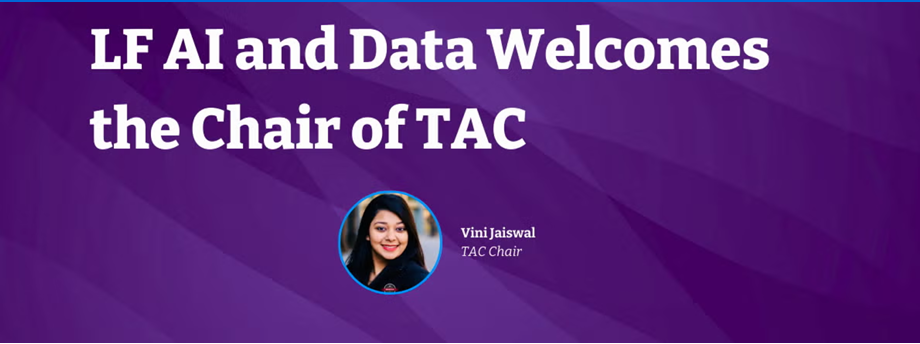 LF AI and Data Welcomes
the Chair of TAC
Vini Jaiswal
TAC Chair